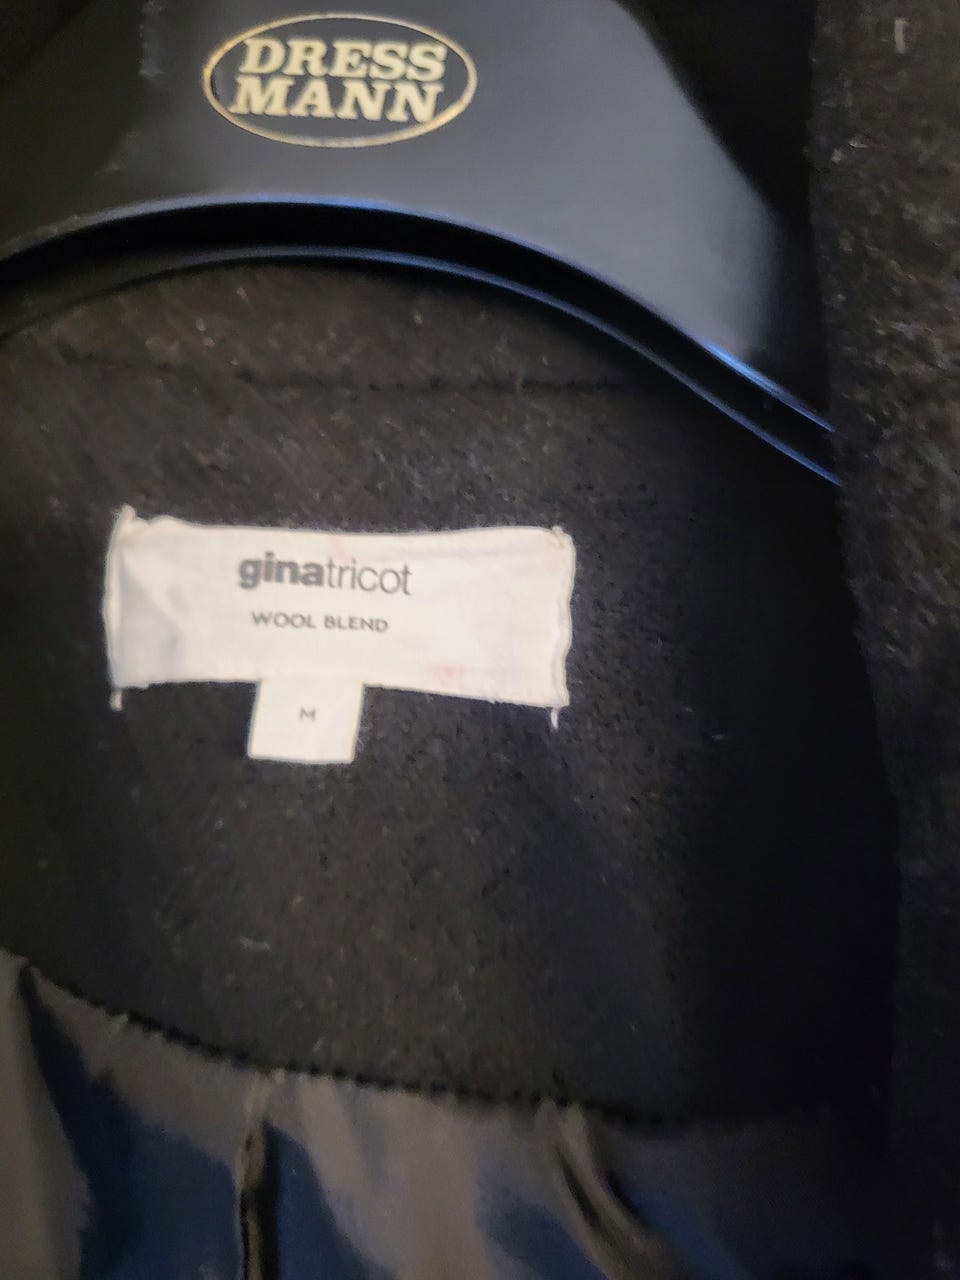 DRESS
MANN
ginatricot
WOOL BLEND
M